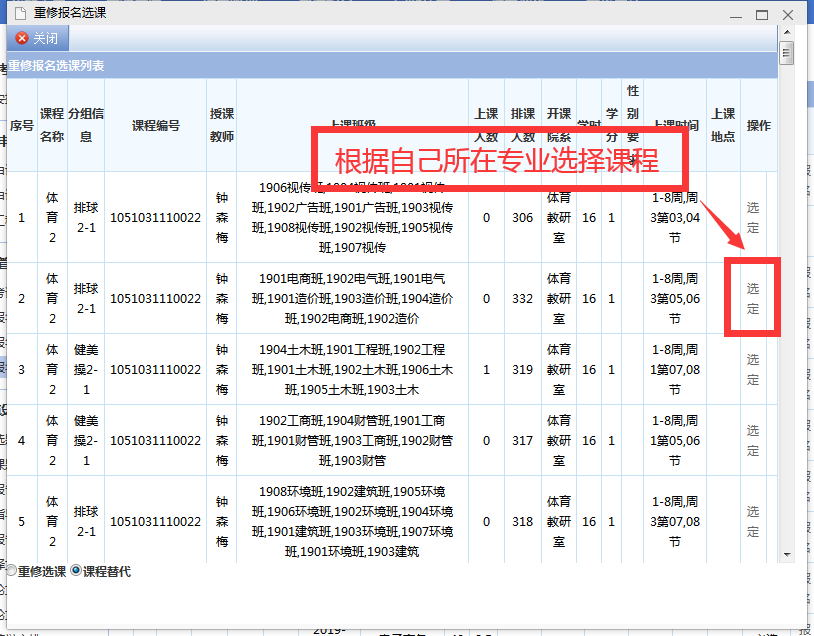 重修报名选课
关闭
重修报名选课列表
序号 课程名称 分组信息 课程编号 授课教师 上课班级 上课人数 排课人数 开课院系 学时 学分 性别要 上课时间 上课地点 操作
根据自己所在专业选择课程
1 体育2 排球2-1 1051031110022 钟森梅 1906视传班,1904视传班,1901视传班,1902广告班,1901广告班,1903视传班,1908视传班,1902视传班,1905视传班,1907视传 0 306 体育教研室 16 1 1-8周,周3第03,04节 选定
2 体育2 排球2-1 1051031110022 钟森梅 1901电商班,1902电气班,1901电气班,1901造价班,1903造价班,1904造价班,1902电商班,1902造价 0 332 体育教研室 16 1 1-8周,周3第05,06节 选定
3 体育2 健美操2-1 1051031110022 钟森梅 1904土木班,1901工程班,1902工程班,1901土木班,1902土木班,1906土木班,1905土木班,1903土木 1 319 体育教研室 16 1 1-8周,周1第07,08节 选定
4 体育2 健美操2-1 1051031110022 钟森梅 1902工商班,1904财管班,1901工商班,1901财管班,1903工商班,1902财管班,1903财管 0 317 体育教研室 16 1 1-8周,周1第05,06节 选定
5 体育2 排球2-1 1051031110022 钟森梅 1908环境班,1902建筑班,1905环境班,1906环境班,1902环境班,1904环境班,1901建筑班,1903环境班,1907环境班,1901环境班,1903建筑 0 318 体育教研室 16 1 1-8周,周3第07,08节 选定
重修选课 课程替代
2019-